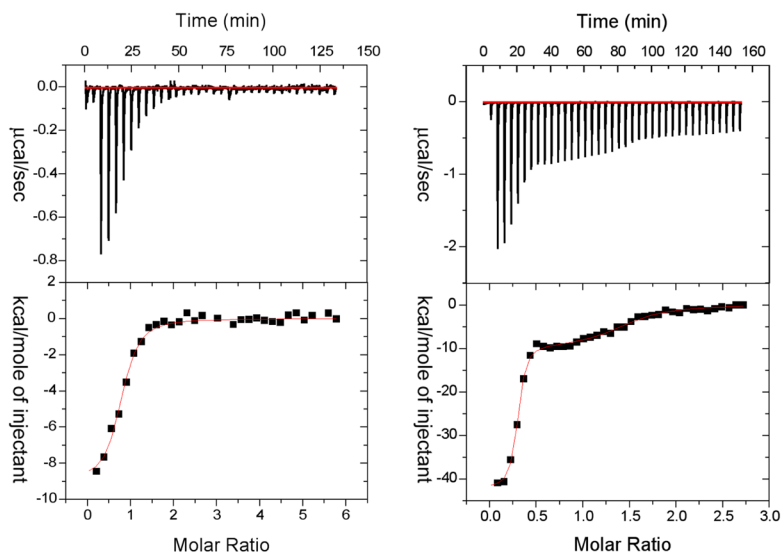 Time (min)
0 25 50 75 100 125 150
0.0
-0.2
-0.4
-0.6
-0.8
μcal/sec
2
0
-2
-4
-6
-8
-10
kcal/mole of injectant
0 1 2 3 4 5 6
Molar Ratio
Time (min)
0 20 40 60 80 100 120 140 160
0
-1
-2
μcal/sec
0
-10
-20
-30
-40
kcal/mole of injectant
0.0 0.5 1.0 1.5 2.0 2.5 3.0
Molar Ratio